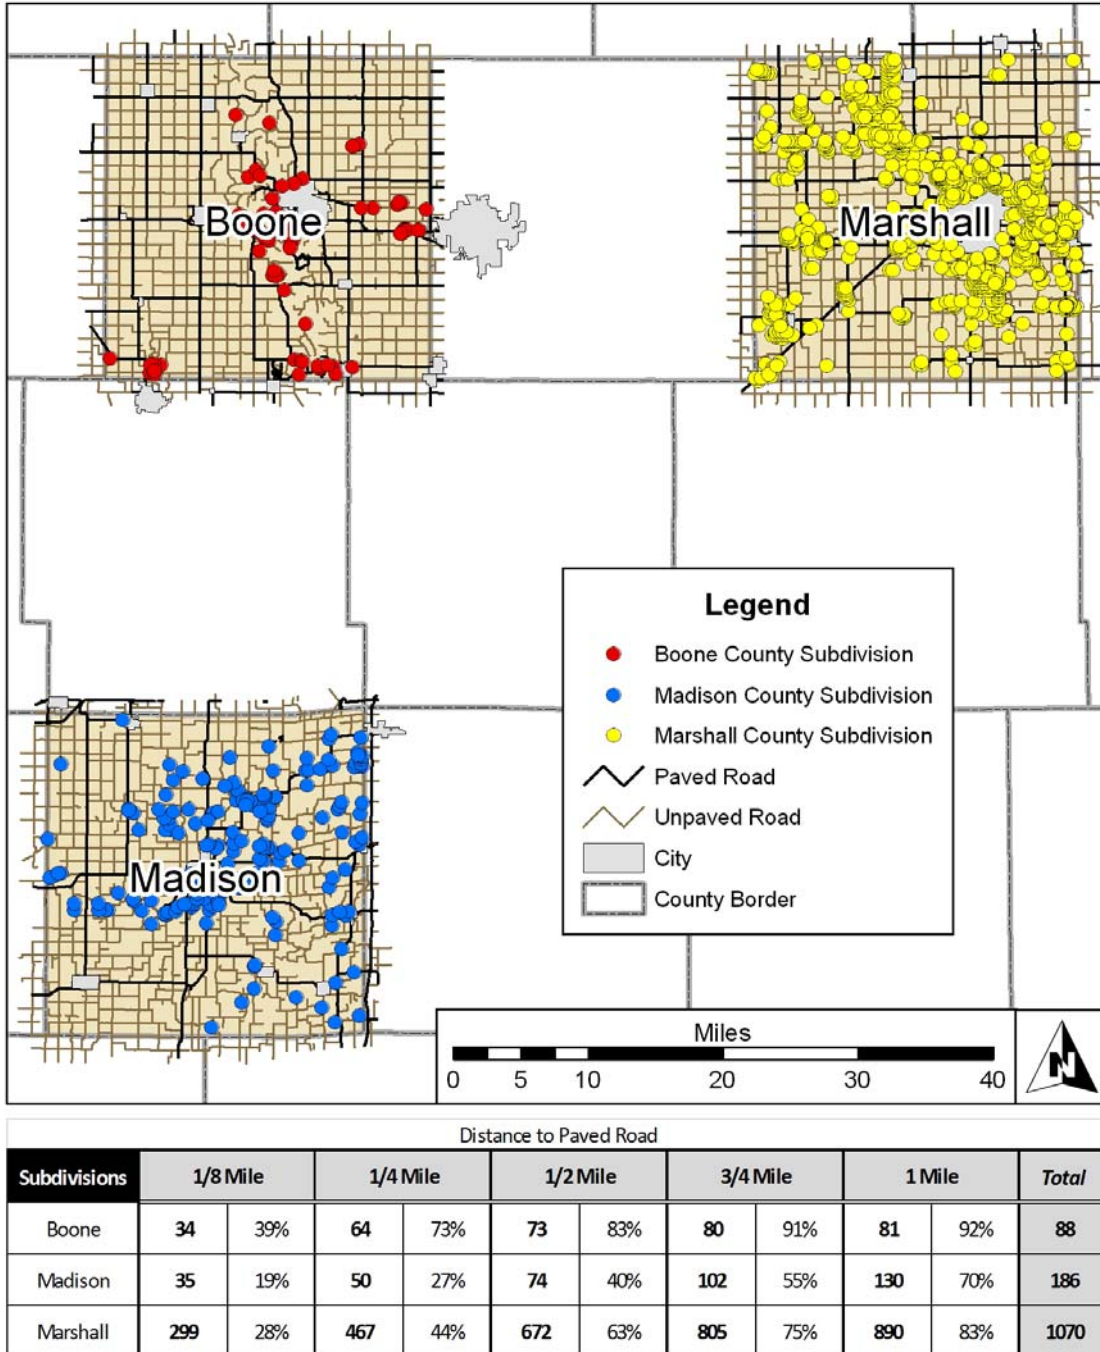 Boone
Marshall
Madison
Legend
Boone County Subdivision
Madison County Subdivision
Marshall County Subdivision
Paved Road
Unpaved Road
City
County Border
Miles
0 5 10 20 30 40
N
Distance to Paved Road
Subdivisions 1/8 Mile 1/4 Mile 1/2 Mile 3/4 Mile 1 Mile Total
Boone 34 39% 64 73% 73 83% 80 91% 81 92% 88
Madison 35 19% 50 27% 74 40% 102 55% 130 70% 186
Marshall 299 28% 467 44% 672 63% 805 75% 890 83% 1070